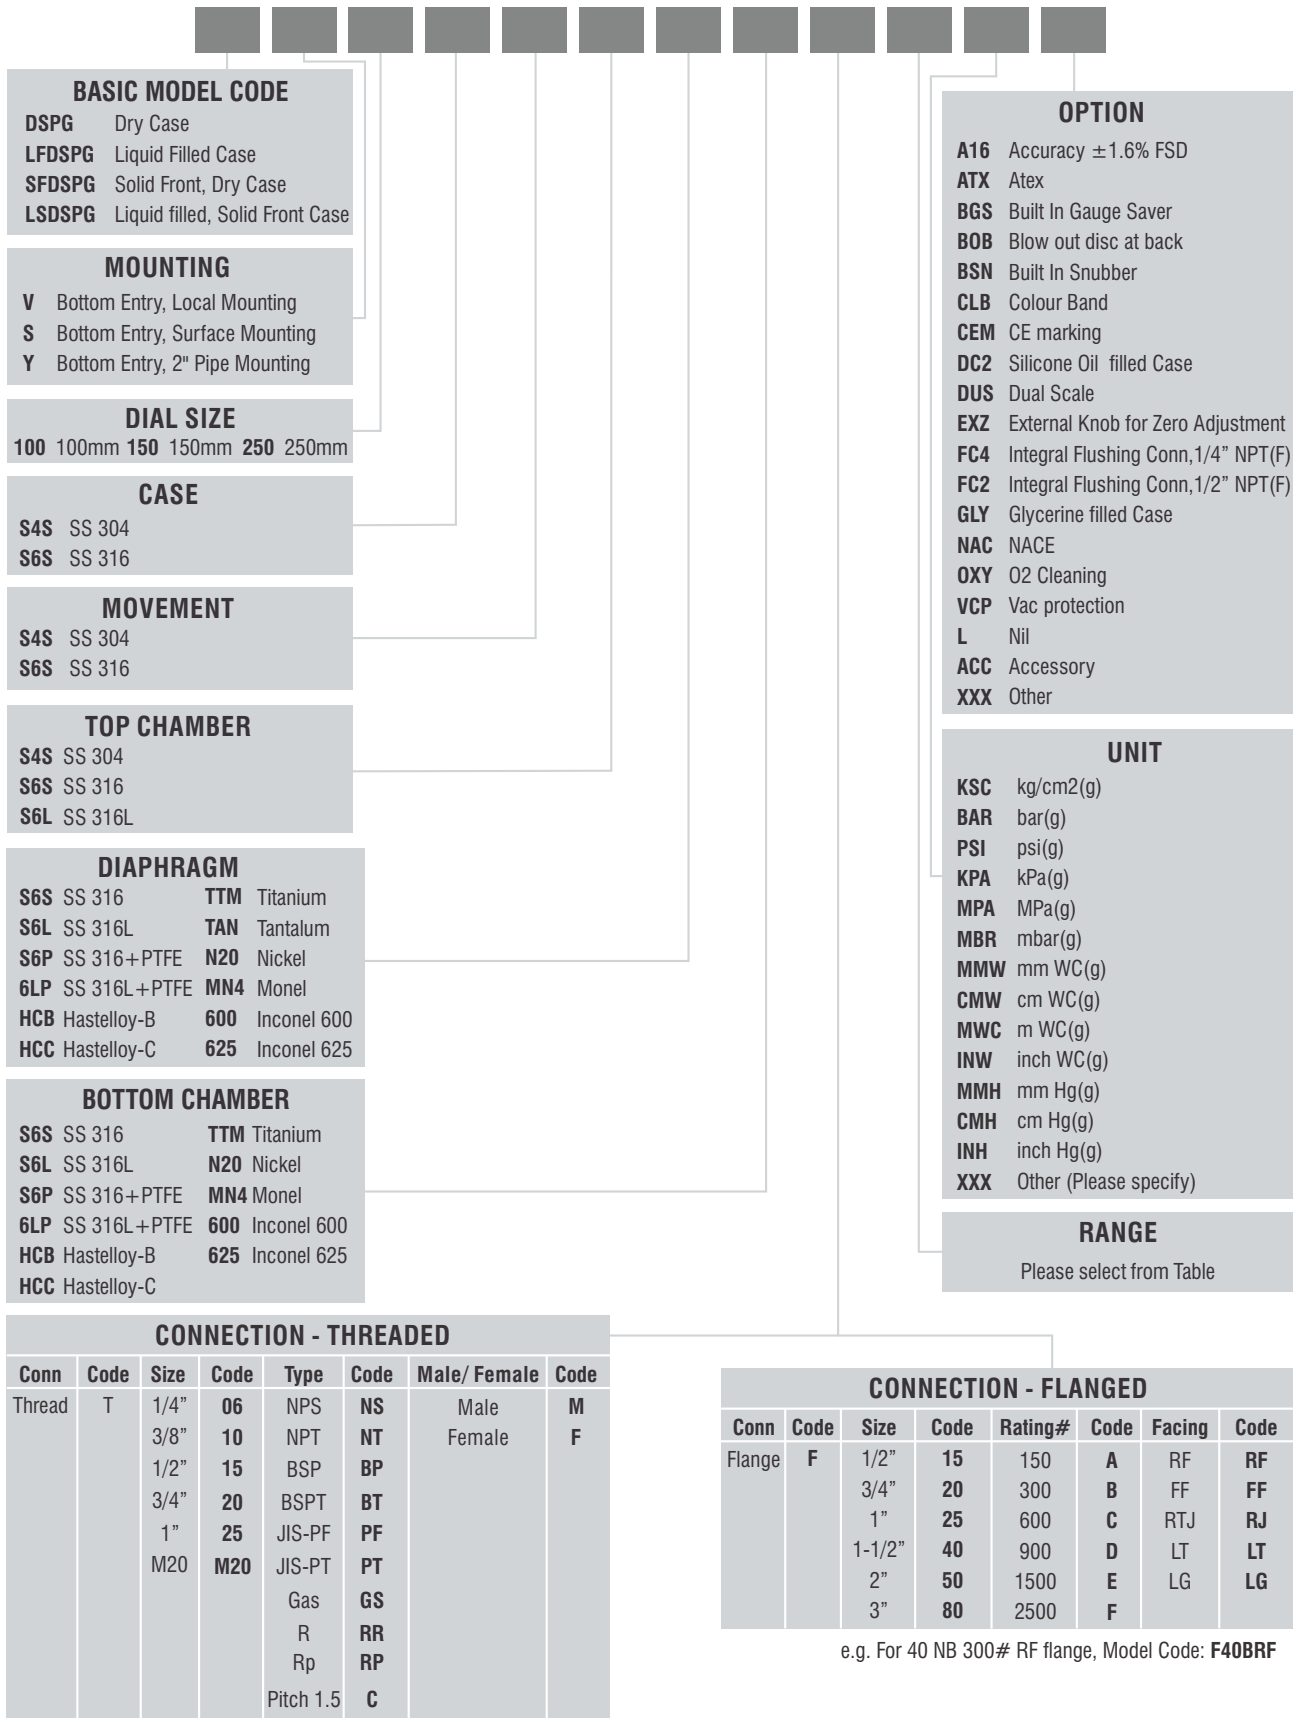 BASIC MODEL CODE
DSPG Dry Case
LFDSPG Liquid Filled Case
SFDSPG Solid Front, Dry Case
LSDSPG Liquid filled, Solid Front Case
MOUNTING
V Bottom Entry, Local Mounting
S Bottom Entry, Surface Mounting
Y Bottom Entry, 2" Pipe Mounting
DIAL SIZE
100 100mm 150 150mm 250 250mm
CASE
S4S SS 304
S6S SS 316
MOVEMENT
S4S SS 304
S6S SS 316
TOP CHAMBER
S4S SS 304
S6S SS 316
S6L SS 316L
DIAPHRAGM
S6S SS 316 TTM Titanium
S6L SS 316L TAN Tantalum
S6P SS 316+PTFE N20 Nickel
6LP SS 316L+PTFE MN4 Monel
HCB Hastelloy-B 600 Inconel 600
HCC Hastelloy-C 625 Inconel 625
BOTTOM CHAMBER
S6S SS 316 TTM Titanium
S6L SS 316L N20 Nickel
S6P SS 316+PTFE MN4 Monel
6LP SS 316L+PTFE 600 Inconel 600
HCB Hastelloy-B 625 Inconel 625
HCC Hastelloy-C
OPTION
A16 Accuracy ±1.6% FSD
ATX Atex
BGS Built In Gauge Saver
BOB Blow out disc at back
BSN Built In Snubber
CLB Colour Band
CEM CE marking
DC2 Silicone Oil filled Case
DUS Dual Scale
EXZ External Knob for Zero Adjustment
FC4 Integral Flushing Conn,1/4” NPT(F)
FC2 Integral Flushing Conn,1/2” NPT(F)
GLY Glycerine filled Case
NAC NACE
OXY O2 Cleaning
VCP Vac protection
L Nil
ACC Accessory
XXX Other
UNIT
KSC kg/cm2(g)
BAR bar(g)
PSI psi(g)
KPA kPa(g)
MPA MPa(g)
MBR mbar(g)
MMW mm WC(g)
CMW cm WC(g)
MWC m WC(g)
INW inch WC(g)
MMH mm Hg(g)
CMH cm Hg(g)
INH inch Hg(g)
XXX Other (Please specify)
RANGE
Please select from Table
CONNECTION - THREADED
Conn Code Size Code Type Code Male/ Female Code
Thread T 1/4” 06 NPS NS Male M
3/8” 10 NPT NT Female F
1/2” 15 BSP BP
3/4” 20 BSPT BT
1” 25 JIS-PF PF
M20 M20 JIS-PT PT
Gas GS
R RR
Rp RP
Pitch 1.5 C
CONNECTION - FLANGED
Conn Code Size Code Rating# Code Facing Code
Flange F 1/2” 15 150 A RF RF
3/4” 20 300 B FF FF
1” 25 600 C RTJ RJ
1-1/2” 40 900 D LT LT
2” 50 1500 E LG LG
3” 80 2500 F
e.g. For 40 NB 300# RF flange, Model Code: F40BRF